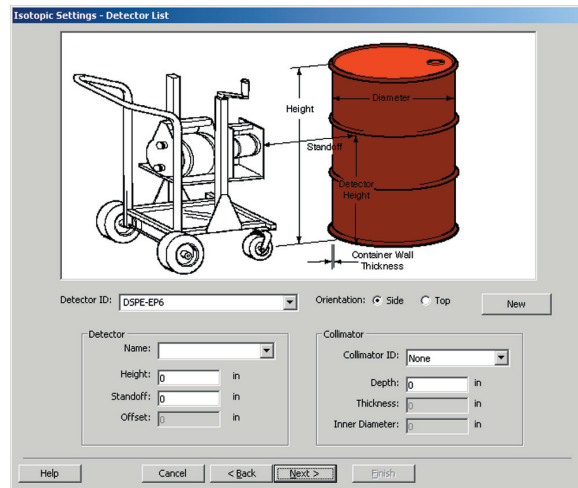 Isotopic Settings - Detector List
Height
Diameter
Standoff
Detector
Height
Container Wall
Thickness
Detector ID: DSPE-EP6 Orientation: Side Top New
Detector
Name:
Height: 0 in
Standoff: 0 in
Offset: 0 in
Collimator
Collimator ID: None
Depth: 0 in
Thickness: 0 in
Inner Diameter: 0 in
Help Cancel < Back Next > Finish